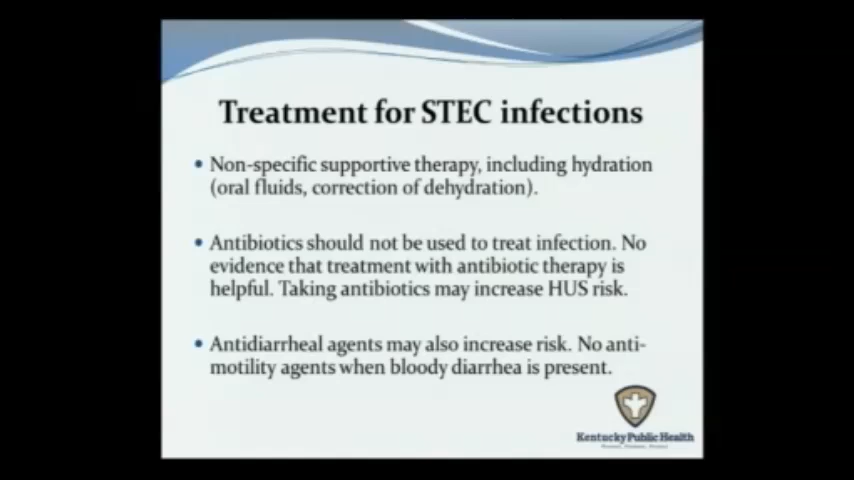 Treatment for STEC infections
• Non-specific supportive therapy, including hydration
(oral fluids, correction of dehydration).
• Antibiotics should not be used to treat infection. No
evidence that treatment with antibiotic therapy is
helpful. Taking antibiotics may increase HUS risk.
• Antidiarrheal agents may also increase risk. No anti-
motility agents when bloody diarrhea is present.
Kentucky Public Health